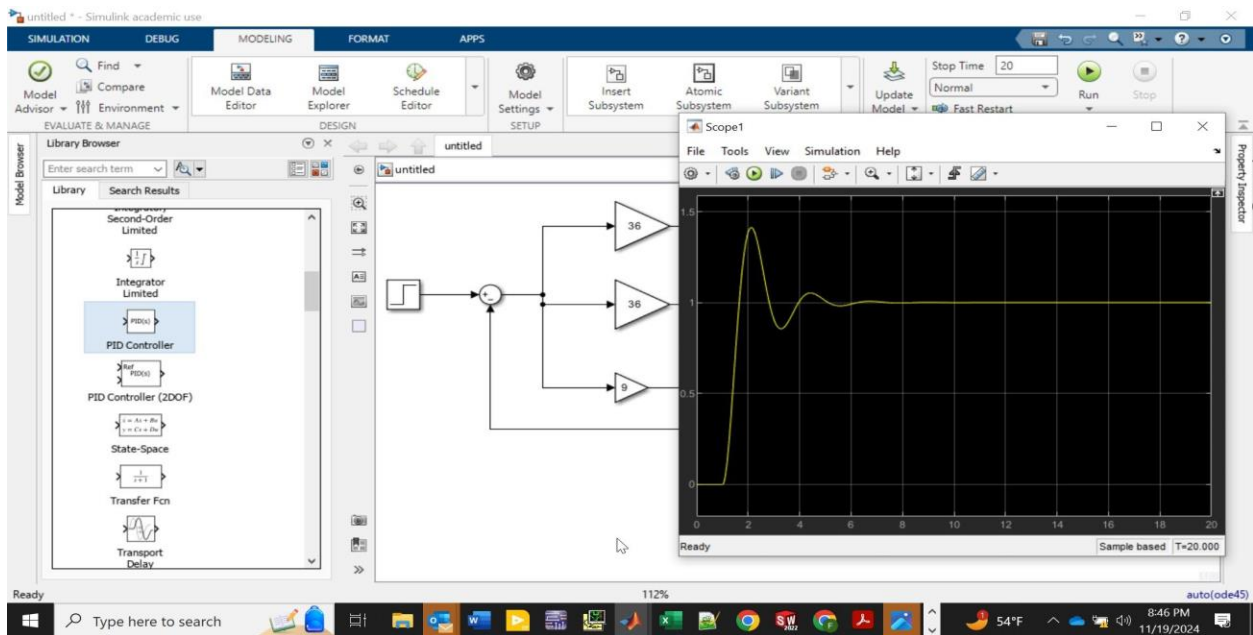 untitled * - Simulink academic use
SIMULATION DEBUG MODELING FORMAT APPS
Model Advisor
Find
Compare
Environment
EVALUATE & MANAGE
Model Data Editor
Model Explorer
Schedule Editor
DESIGN
Model Settings
SETUP
Insert Subsystem
Atomic Subsystem
Variant Subsystem
Update Model
Stop Time 20
Normal
Fast Restart
Run
Stop
Model Browser
Library Browser
Enter search term
Library Search Results
Second-Order
Limited
Integrator
Limited
PID(s)
PID Controller
Ref
PID(s)
PID Controller (2DOF)
State-Space
Transfer Fcn
Transport
Delay
untitled
untitled
36
36
9
+
-
Scope1
File Tools View Simulation Help
1.5
1
0.5
0
0 2 4 6 8 10 12 14 16 18 20
Ready
Sample based T=20.000
Property Inspector
Ready
112%
auto(ode45)
Type here to search
54°F
8:46 PM
11/19/2024